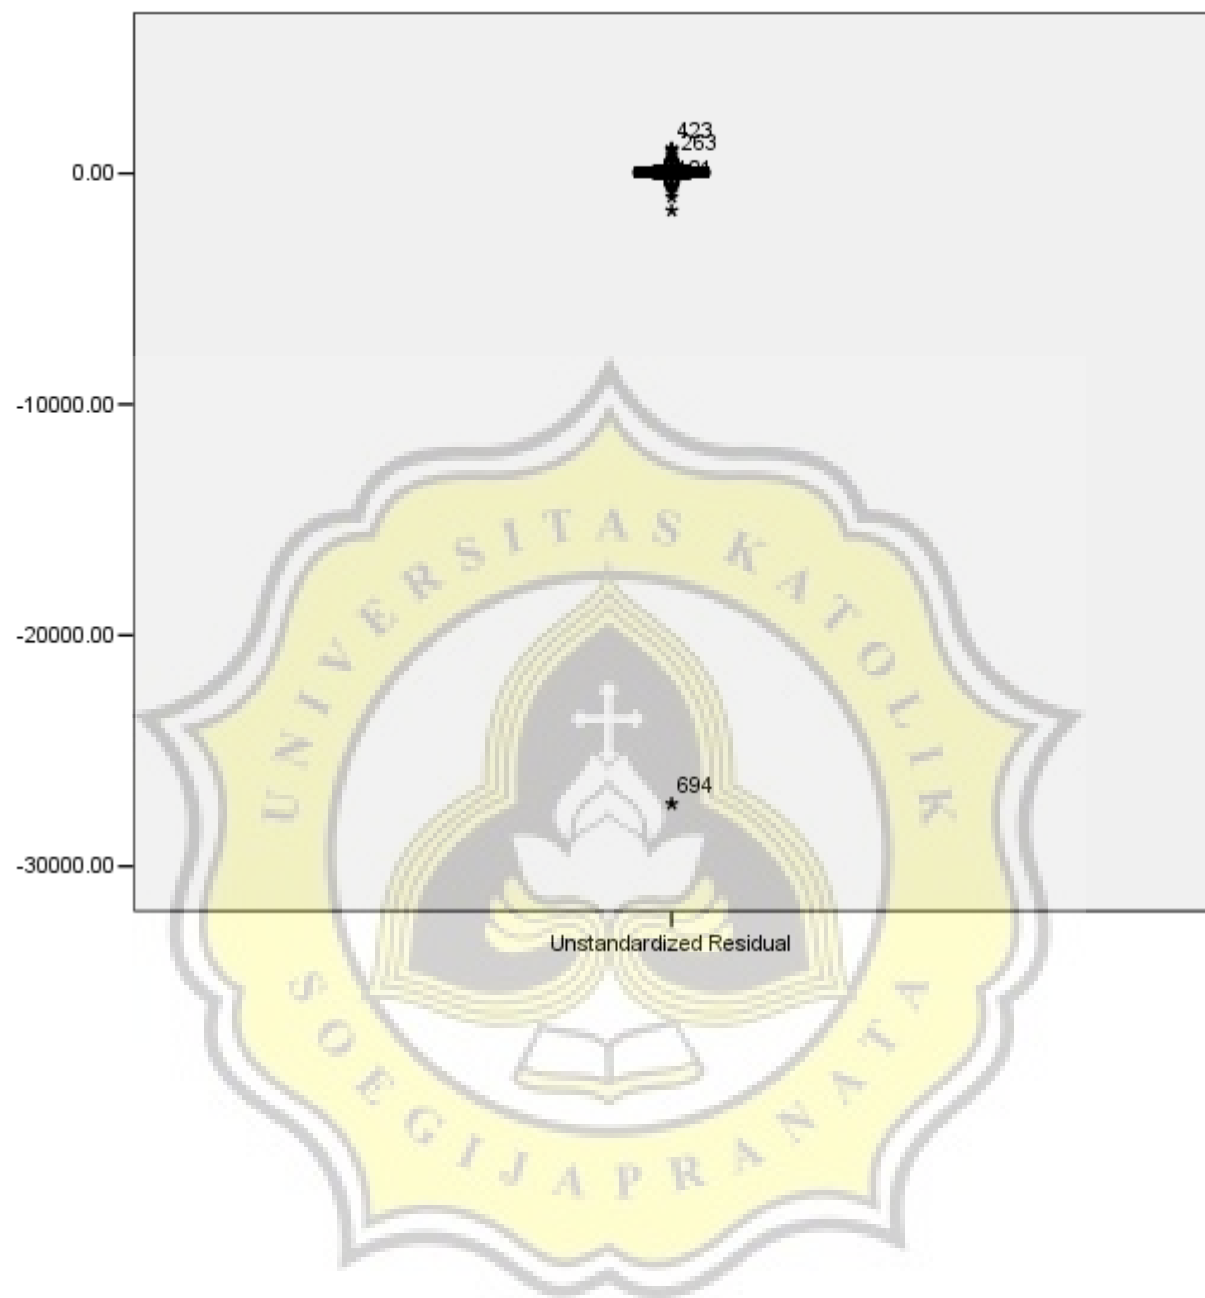 423
263
0.00
-10000.00
-20000.00
694
-30000.00
Unstandardized Residual
UNIVERSITAS KATOLIK
SOEGIJAPRANATA